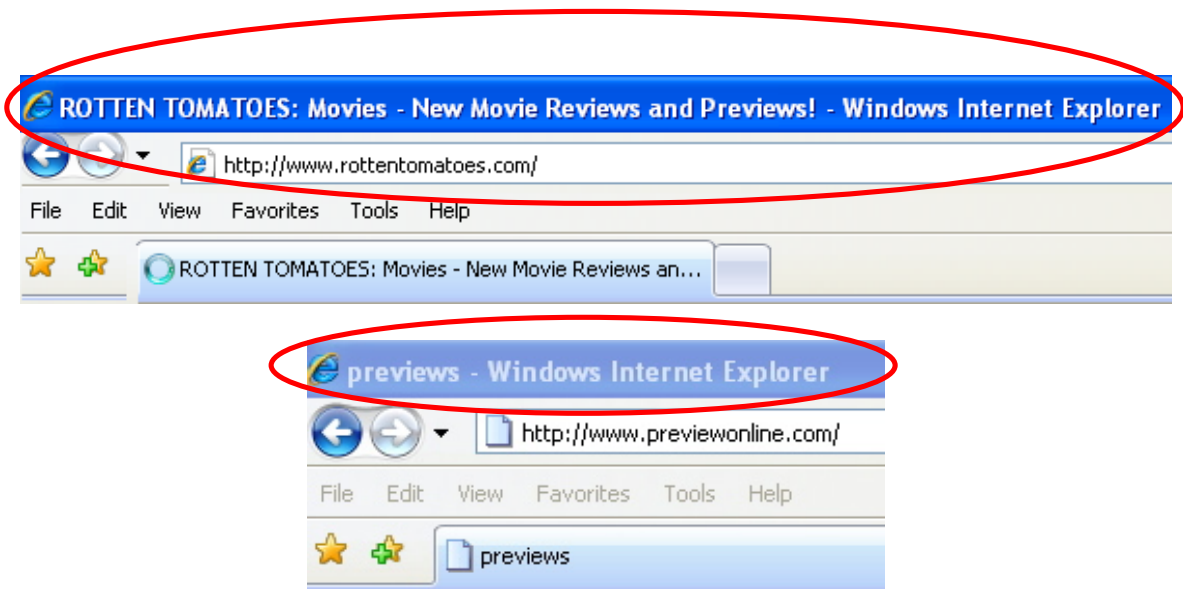 ROTTEN TOMATOES: Movies - New Movie Reviews and Previews! - Windows Internet Explorer
http://www.rottentomatoes.com/
File Edit View Favorites Tools Help
ROTTEN TOMATOES: Movies - New Movie Reviews an...
previews - Windows Internet Explorer
http://www.previewonline.com/
File Edit View Favorites Tools Help
previews